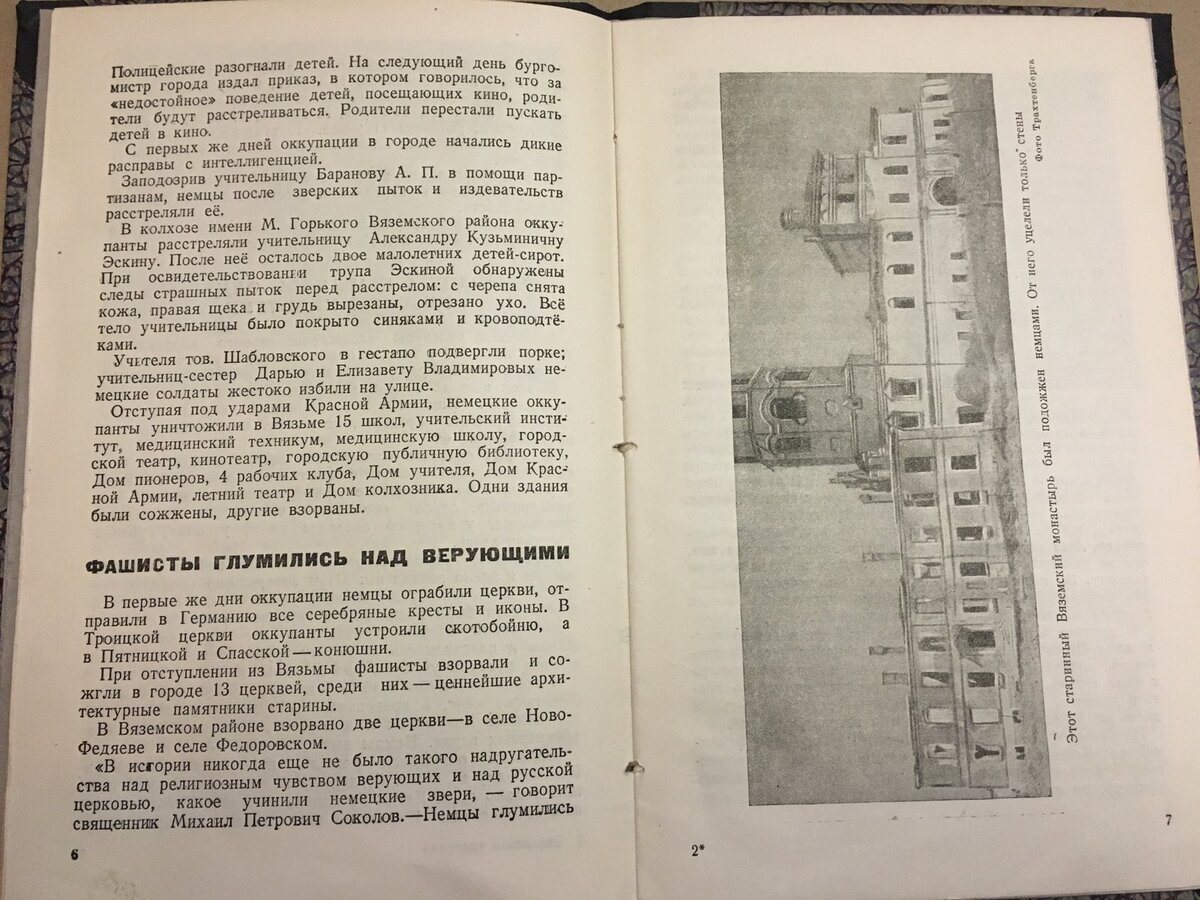 Полицейские разогнали детей. На следующий день бурго-
мистр города издал приказ, в котором говорилось, что за
«недостойное» поведение детей, посещающих кино, роди-
тели будут расстреливаться. Родители перестали пускать
детей в кино.
С первых же дней оккупации в городе начались дикие
расправы с интеллигенцией.
Заподозрив учительницу Баранову А. П. в помощи пар-
тизанам, немцы после зверских пыток и издевательств
расстреляли её.
В колхозе имени М. Горького Вяземского района окку-
панты расстреляли учительницу Александру Кузьминичну
Эскину. После неё осталось двое малолетних детей-сирот.
При освидетельствовании трупа Эскиной обнаружены
следы страшных пыток перед расстрелом: с черепа снята
кожа, правая щека и грудь вырезаны, отрезано ухо. Всё
тело учительницы было покрыто синяками и кровоподтё-
ками.
Учителя тов. Шабловского в гестапо подвергли порке;
учительниц-сестер Дарью и Елизавету Владимировых не-
мецкие солдаты жестоко избили на улице.
Отступая под ударами Красной Армии, немецкие окку-
панты уничтожили в Вязьме 15 школ, учительский инсти-
тут, медицинский техникум, медицинскую школу, город-
ской театр, кинотеатр, городскую публичную библиотеку,
Дом пионеров, 4 рабочих клуба, Дом учителя, Дом Крас-
ной Армии, летний театр и Дом колхозника. Одни здания
были сожжены, другие взорваны.
ФАШИСТЫ ГЛУМИЛИСЬ НАД ВЕРУЮЩИМИ
В первые же дни оккупации немцы ограбили церкви, от-
правили в Германию все серебряные кресты и иконы. В
Троицкой церкви оккупанты устроили скотобойню, а
в Пятницкой и Спасской — конюшни.
При отступлении из Вязьмы фашисты взорвали и со-
жгли в городе 13 церквей, среди них — ценнейшие архи-
тектурные памятники старины.
В Вяземском районе взорвано две церкви—в селе Ново-
Федяеве и селе Федоровском.
«В истории никогда еще не было такого надругатель-
ства над религиозным чувством верующих и над русской
церковью, какое учинили немецкие звери, — говорит
священник Михаил Петрович Соколов.—Немцы глумились
6
Этот старинный Вяземский монастырь был подожжен немцами. От него уцелели только стены
Фото Трахтенберга
2*
7